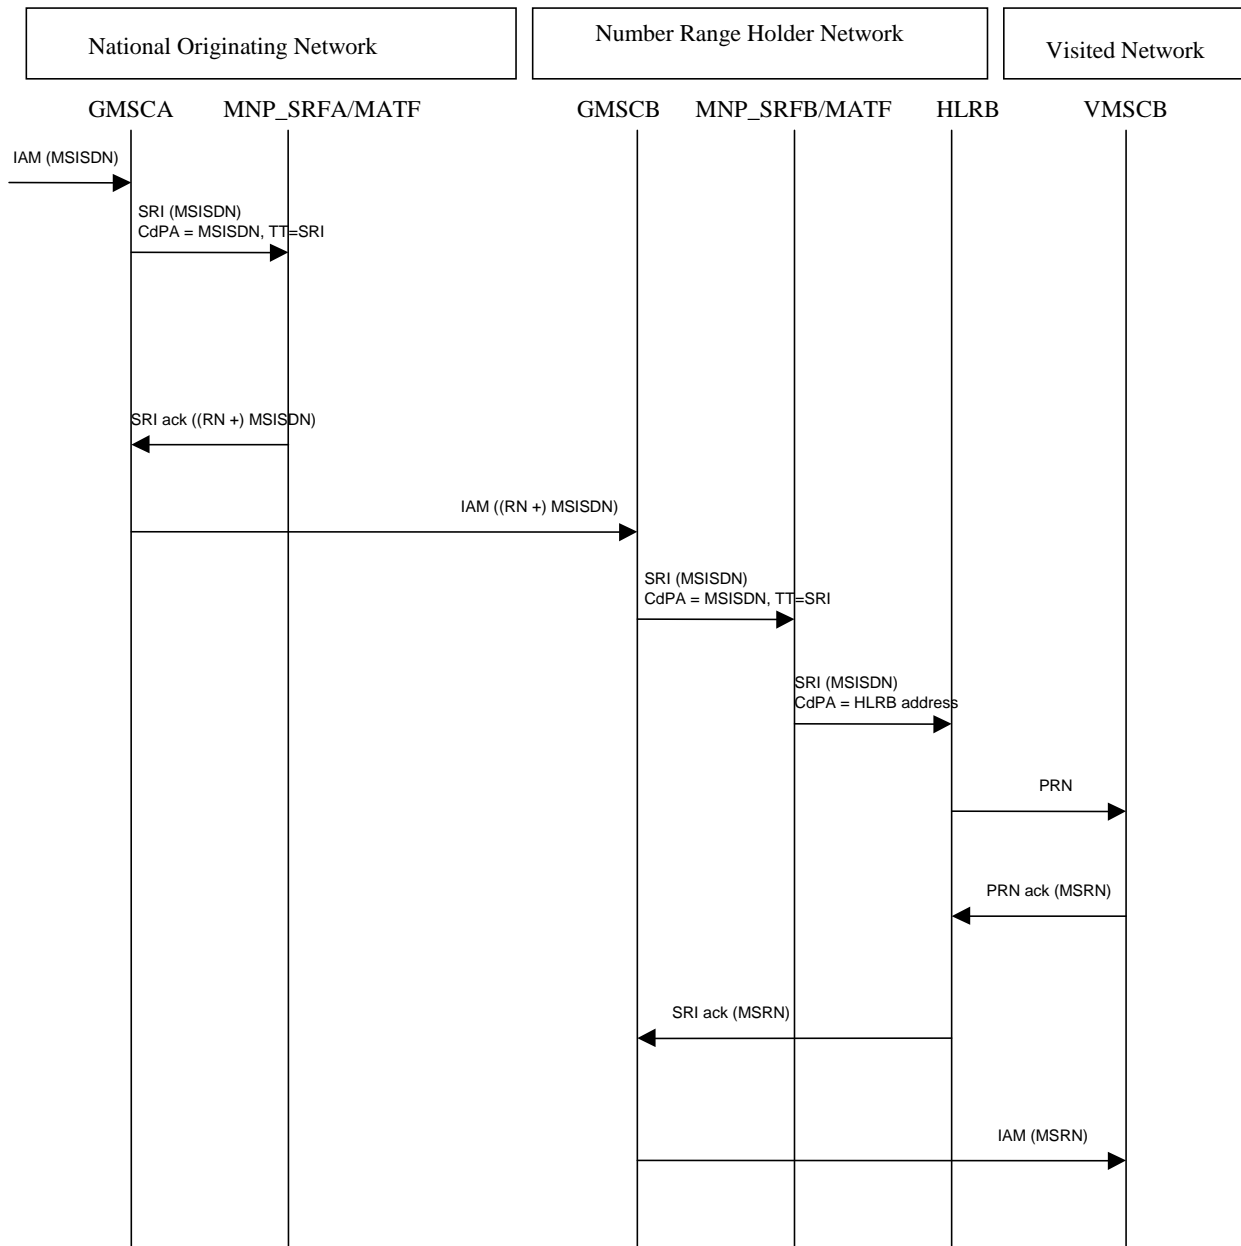 National Originating Network
Number Range Holder Network
Visited Network
GMSCA
MNP_SRFA/MATF
GMSCB
MNP_SRFB/MATF
HLRB
VMSCB
IAM (MSISDN)
SRI (MSISDN)
CdPA = MSISDN, TT=SRI
SRI ack ((RN +) MSISDN)
IAM ((RN +) MSISDN)
SRI (MSISDN)
CdPA = MSISDN, TT=SRI
SRI (MSISDN)
CdPA = HLRB address
PRN
PRN ack (MSRN)
SRI ack (MSRN)
IAM (MSRN)